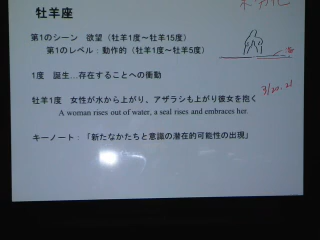 牡羊座
第1のシーン　欲望（牡羊1度〜牡羊15度）
第1のレベル：動作的（牡羊1度〜牡羊5度）
1度　誕生…存在することへの衝動
3/20-21
牡羊1度　女性が水から上がり、アザラシも上がり彼女を抱く
A woman rises out of water, a seal rises and embraces her.
キーノート：「新たなかたちと意識の潜在的可能性の出現」